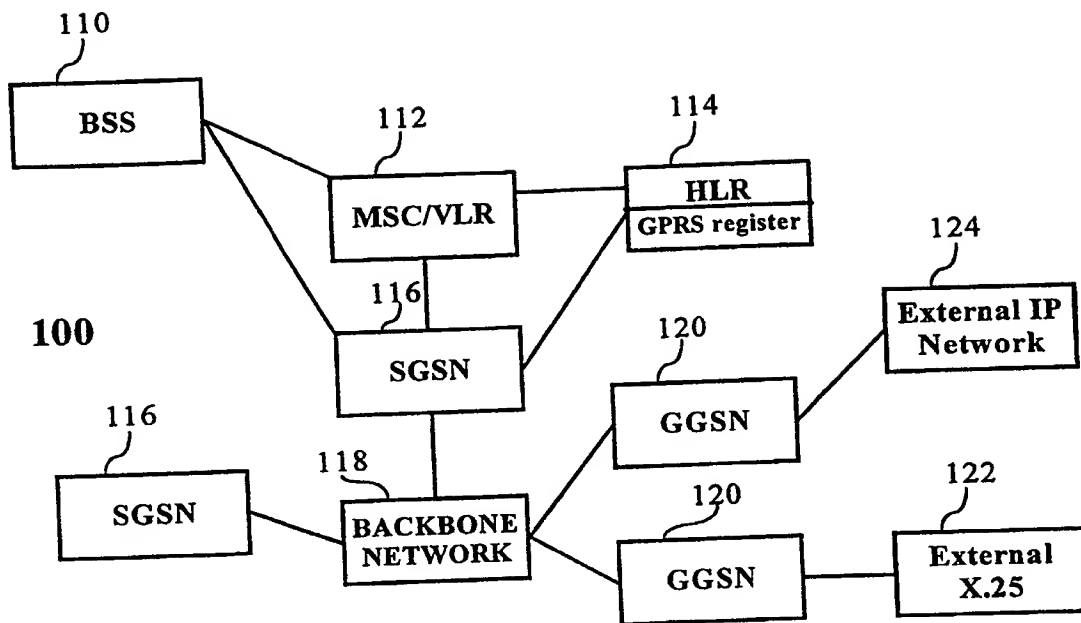 110
BSS
112
MSC/VLR
114
HLR
GPRS register
124
External IP
Network
100
116
SGSN
120
GGSN
116
SGSN
118
BACKBONE
NETWORK
120
GGSN
122
External
X.25